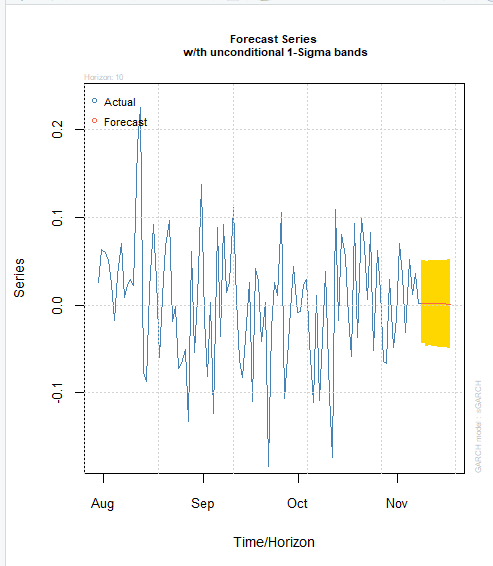 Forecast Series
w/th unconditional 1-Sigma bands
Horizon: 10
Actual
Forecast
0.2
0.1
0.0
-0.1
Series
Aug Sep Oct Nov
Time/Horizon
GARCH model : eGARCH